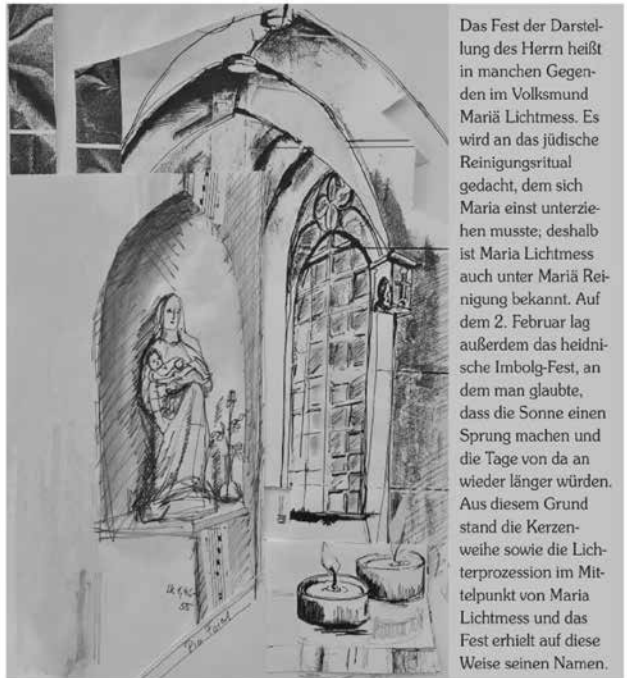 Das Fest der Darstel-
lung des Herrn heißt
in manchen Gegen-
den im Volksmund
Mariä Lichtmess. Es
wird an das jüdische
Reinigungsritual
gedacht, dem sich
Maria einst unterzie-
hen musste; deshalb
ist Maria Lichtmess
auch unter Mariä Rei-
nigung bekannt. Auf
dem 2. Februar lag
außerdem das heidni-
sche Imbolg-Fest, an
dem man glaubte,
dass die Sonne einen
Sprung machen und
die Tage von da an
wieder länger würden.
Aus diesem Grund
stand die Kerzen-
weihe sowie die Lich-
terprozession im Mit-
telpunkt von Maria
Lichtmess und das
Fest erhielt auf diese
Weise seinen Namen.